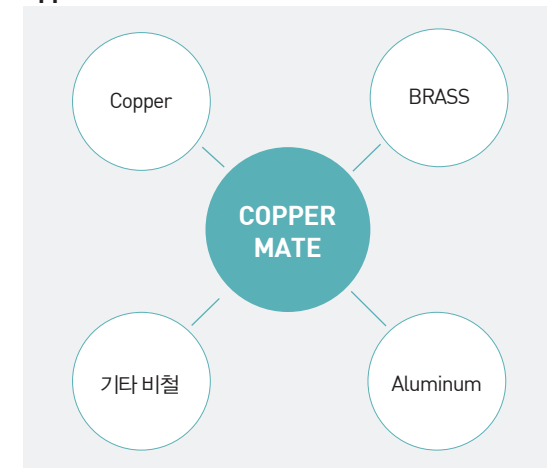 Copper
BRASS
COPPER
MATE
기타 비철
Aluminum